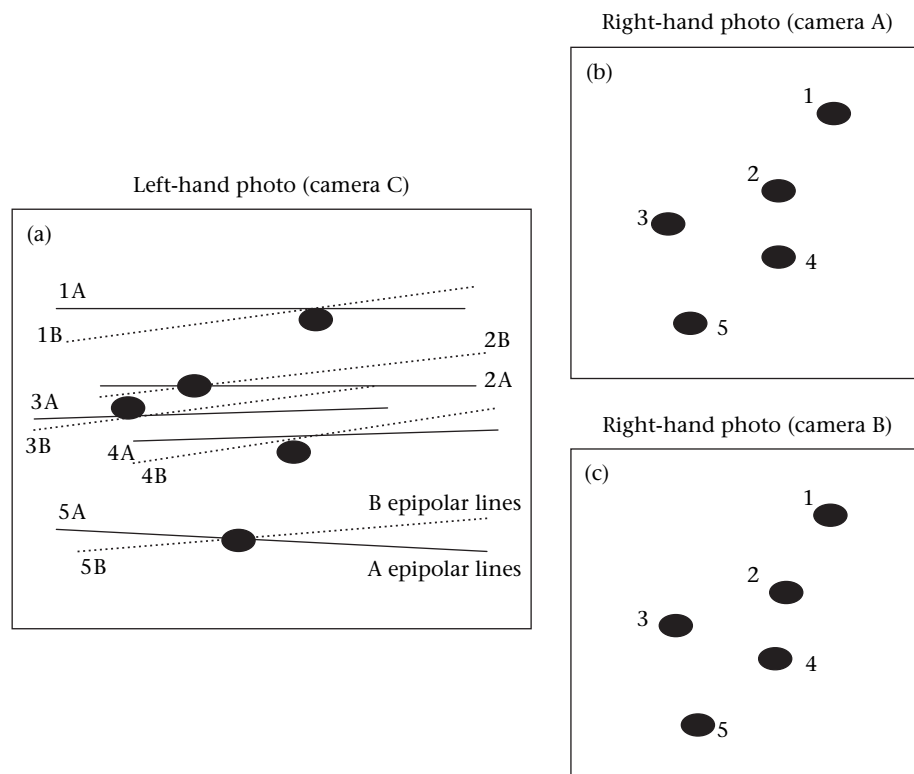 Left-hand photo (camera C)
(a)
1A
1B
2B
2A
3A
3B
4A
4B
5A
B epipolar lines
5B
A epipolar lines
Right-hand photo (camera A)
(b)
1
2
3
4
5
Right-hand photo (camera B)
(c)
1
2
3
4
5